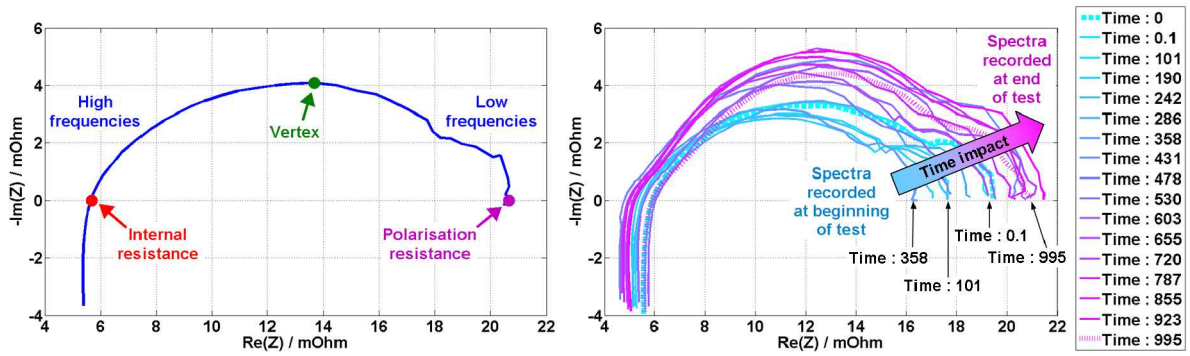 6
4
2
0
-2
-4
-Im(Z) / mOhm
4 6 8 10 12 14 16 18 20 22
Re(Z) / mOhm
High
frequencies
Vertex
Low
frequencies
Internal
resistance
Polarisation
resistance
6
4
2
0
-2
-4
-Im(Z) / mOhm
4 6 8 10 12 14 16 18 20 22
Re(Z) / mOhm
Spectra
recorded
at end
of test
Time impact
Spectra
recorded
at beginning
of test
Time : 0.1
Time : 358
Time : 995
Time : 101
Time : 0
Time : 0.1
Time : 101
Time : 190
Time : 242
Time : 286
Time : 358
Time : 431
Time : 478
Time : 530
Time : 603
Time : 655
Time : 720
Time : 787
Time : 855
Time : 923
Time : 995